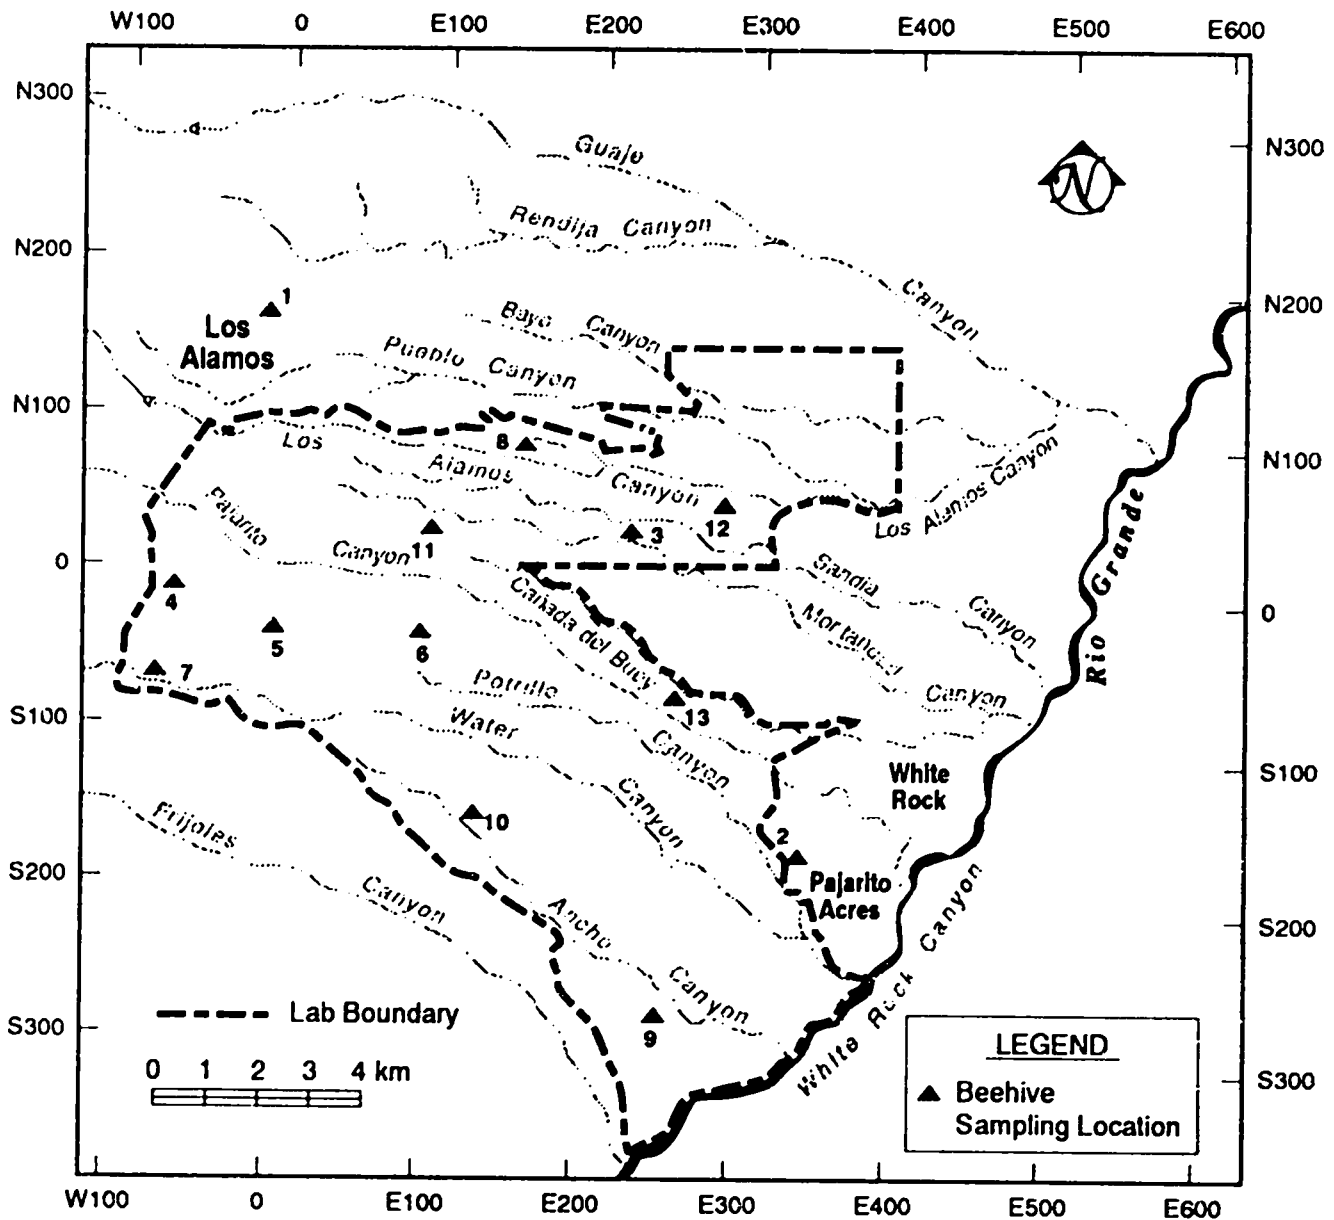 W100 0 E100 E200 E300 E400 E500 E600
N300
Guaje
N300
N
Rendija Canyon
N200
Canyon
N200
1
Los
Alamos
Bayo Canyon
Pueblo Canyon
N100
Los
8
Alamos
Canyon
N100
Los Alamos Canyon
Pajarito
Canyon
11
3
12
0
Sandia
Canyon
0
4
Cañada del Buey
Mortandad
Canyon
Rio Grande
5
6
7
Potrillo
Canyon
13
S100
Water
Canyon
White
Rock
S100
10
2
Frijoles
Canyon
S200
Pajarito
Acres
Ancho
Canyon
S200
White Rock Canyon
9
Lab Boundary
S300
0 1 2 3 4 km
LEGEND
Beehive
Sampling Location
S300
W100 0 E100 E200 E300 E400 E500 E600